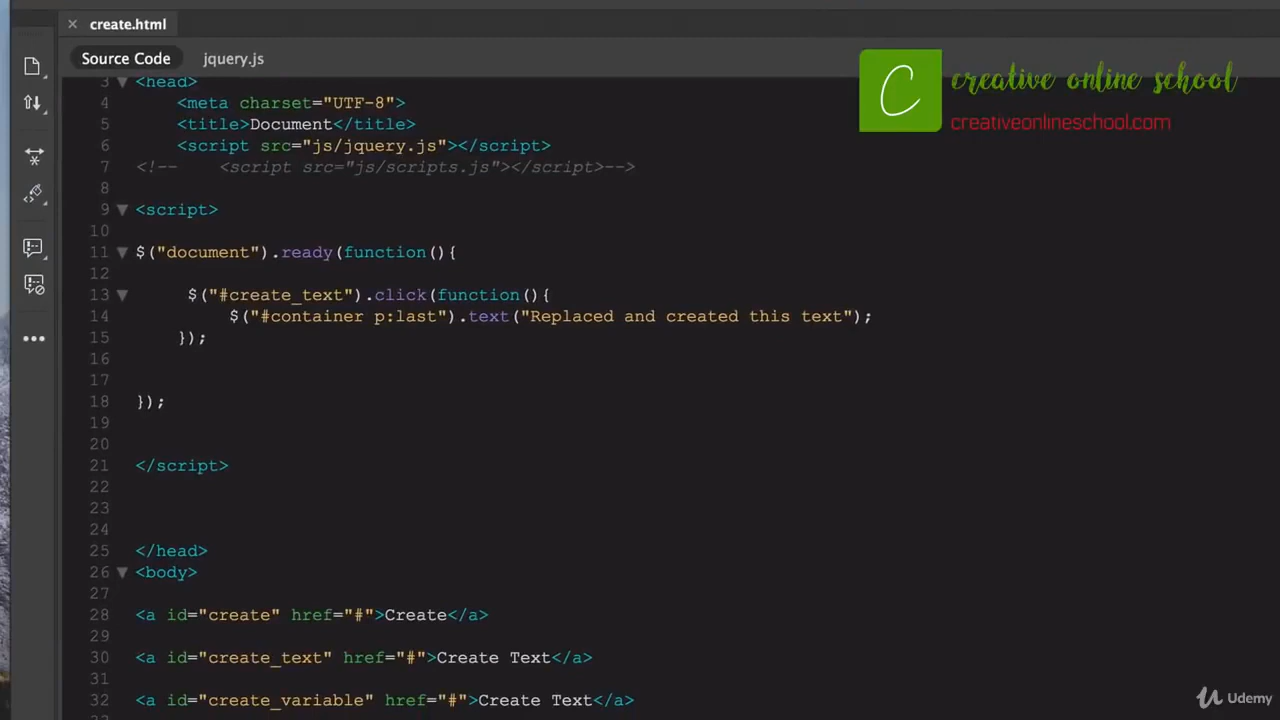 create.html
Source Code jquery.js
C creative online school
creativeonlineschool.com
3 <head>
4 <meta charset="UTF-8">
5 <title>Document</title>
6 <script src="js/jquery.js"></script>
7 <!-- <script src="js/scripts.js"></script>-->
8
9 <script>
10
11 $("document").ready(function(){
12
13 $("#create_text").click(function(){
14 $("#container p:last").text("Replaced and created this text");
15 });
16
17
18 });
19
20
21 </script>
22
23
24
25 </head>
26 <body>
27
28 <a id="create" href="#">Create</a>
29
30 <a id="create_text" href="#">Create Text</a>
31
32 <a id="create_variable" href="#">Create Text</a>
33
Udemy